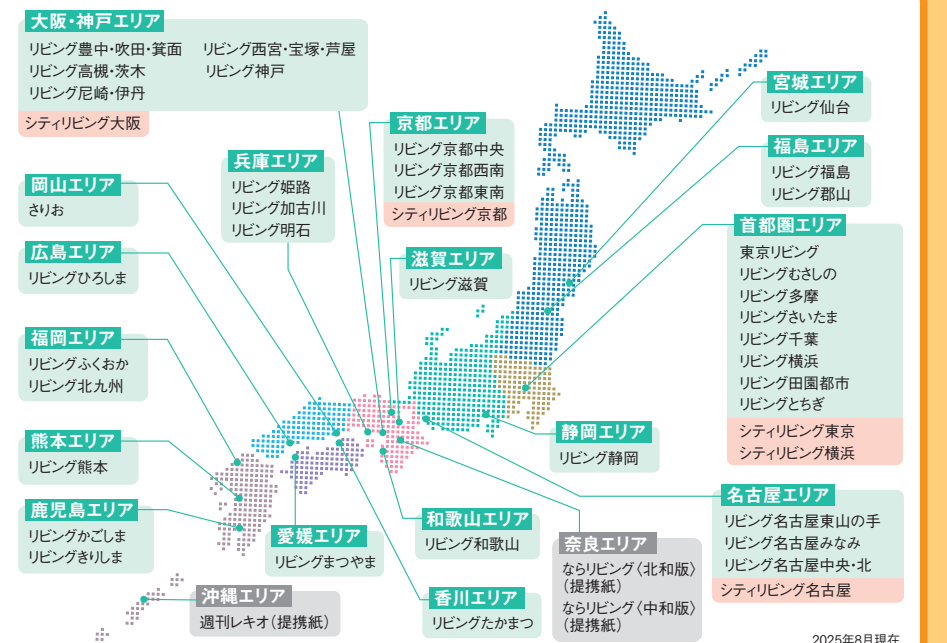 大阪・神戸エリア
リビング豊中・吹田・箕面
リビング高槻・茨木
リビング尼崎・伊丹
リビング西宮・宝塚・芦屋
リビング神戸
シティリビング大阪
京都エリア
リビング京都中央
リビング京都西南
リビング京都東南
シティリビング京都
兵庫エリア
リビング姫路
リビング加古川
リビング明石
岡山エリア
さりお
広島エリア
リビングひろしま
福岡エリア
リビングふくおか
リビング北九州
熊本エリア
リビング熊本
鹿児島エリア
リビングかごしま
リビングきりしま
沖縄エリア
週刊レキオ(提携紙)
愛媛エリア
リビングまつやま
滋賀エリア
リビング滋賀
和歌山エリア
リビング和歌山
香川エリア
リビングたかまつ
奈良エリア
ならリビング〈北和版〉
(提携紙)
ならリビング〈中和版〉
(提携紙)
静岡エリア
リビング静岡
宮城エリア
リビング仙台
福島エリア
リビング福島
リビング郡山
首都圏エリア
東京リビング
リビングむさしの
リビング多摩
リビングさいたま
リビング千葉
リビング横浜
リビング田園都市
リビングとちぎ
シティリビング東京
シティリビング横浜
名古屋エリア
リビング名古屋東山の手
リビング名古屋みなみ
リビング名古屋中央・北
シティリビング名古屋
2025年8月現在